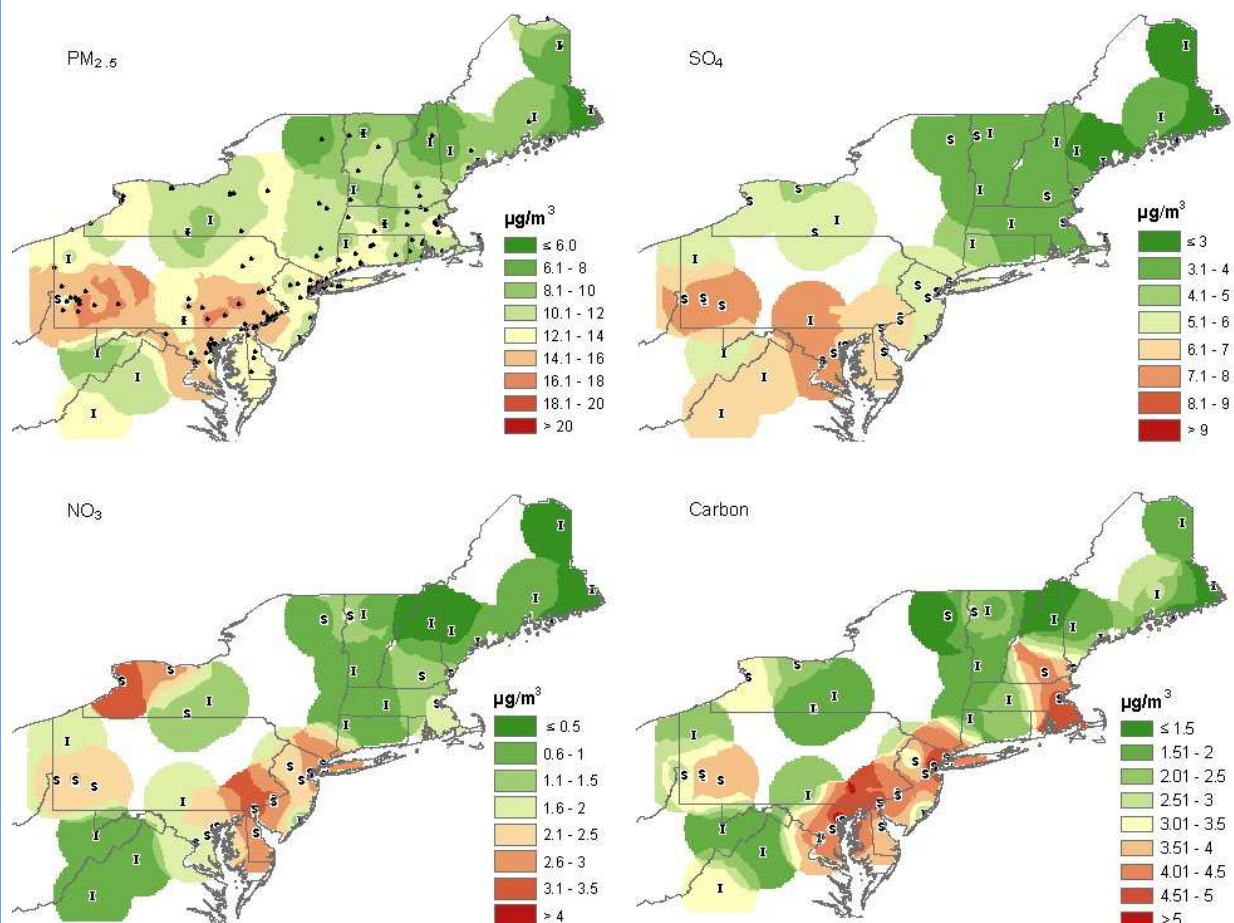 PM2.5
µg/m3
≤ 6.0
6.1 - 8
8.1 - 10
10.1 - 12
12.1 - 14
14.1 - 16
16.1 - 18
18.1 - 20
> 20
SO4
µg/m3
≤ 3
3.1 - 4
4.1 - 5
5.1 - 6
6.1 - 7
7.1 - 8
8.1 - 9
> 9
NO3
µg/m3
≤ 0.5
0.6 - 1
1.1 - 1.5
1.6 - 2
2.1 - 2.5
2.6 - 3
3.1 - 3.5
> 4
Carbon
µg/m3
≤ 1.5
1.51 - 2
2.01 - 2.5
2.51 - 3
3.01 - 3.5
3.51 - 4
4.01 - 4.5
4.51 - 5
>5